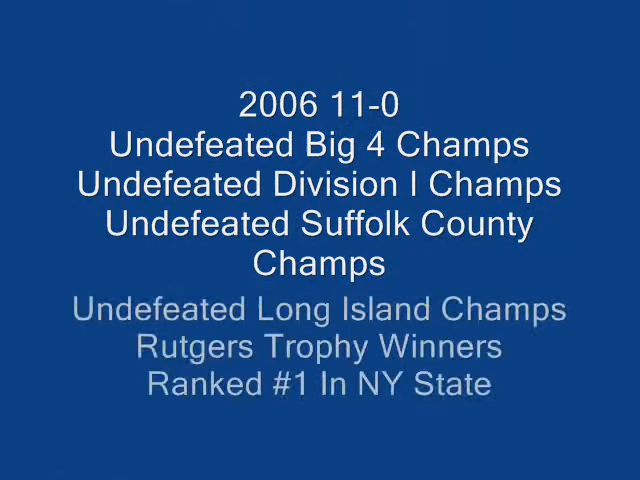 2006 11-0
Undefeated Big 4 Champs
Undefeated Division I Champs
Undefeated Suffolk County
Champs
Undefeated Long Island Champs
Rutgers Trophy Winners
Ranked #1 In NY State